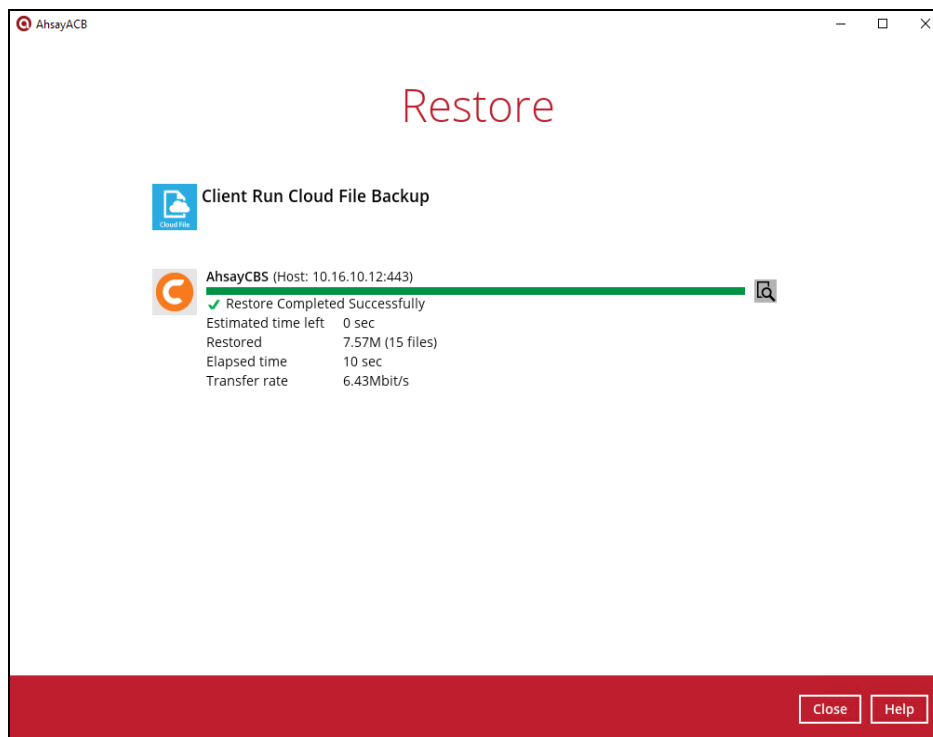 AhsayACB
Restore
Client Run Cloud File Backup
Cloud File
AhsayCBS (Host: 10.16.10.12:443)
Restore Completed Successfully
Estimated time left 0 sec
Restored 7.57M (15 files)
Elapsed time 10 sec
Transfer rate 6.43Mbit/s
Close Help